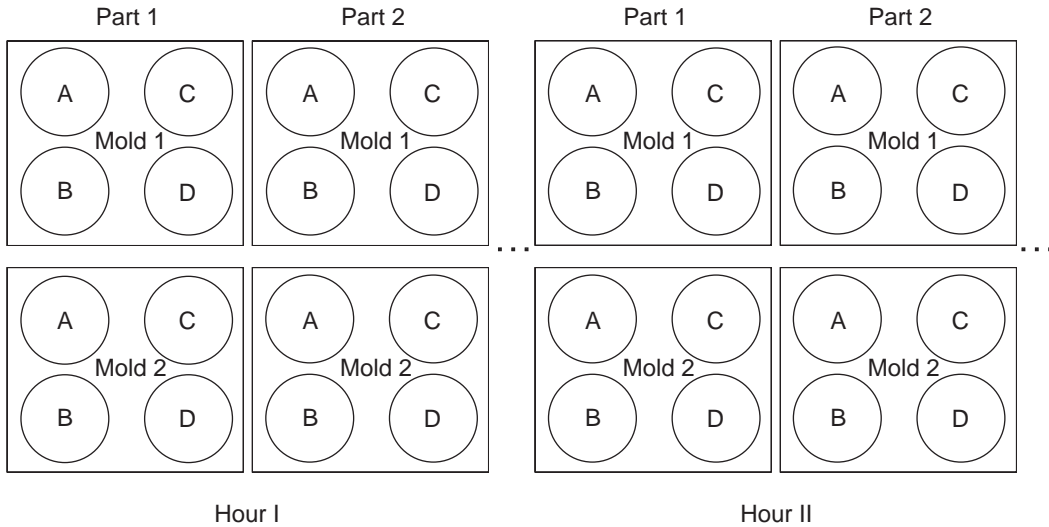 Part 1 Part 2 Part 1 Part 2
A C A C A C A C
Mold 1 Mold 1 Mold 1 Mold 1
B D B D B D B D
... ...
A C A C A C A C
Mold 2 Mold 2 Mold 2 Mold 2
B D B D B D B D
Hour I Hour II